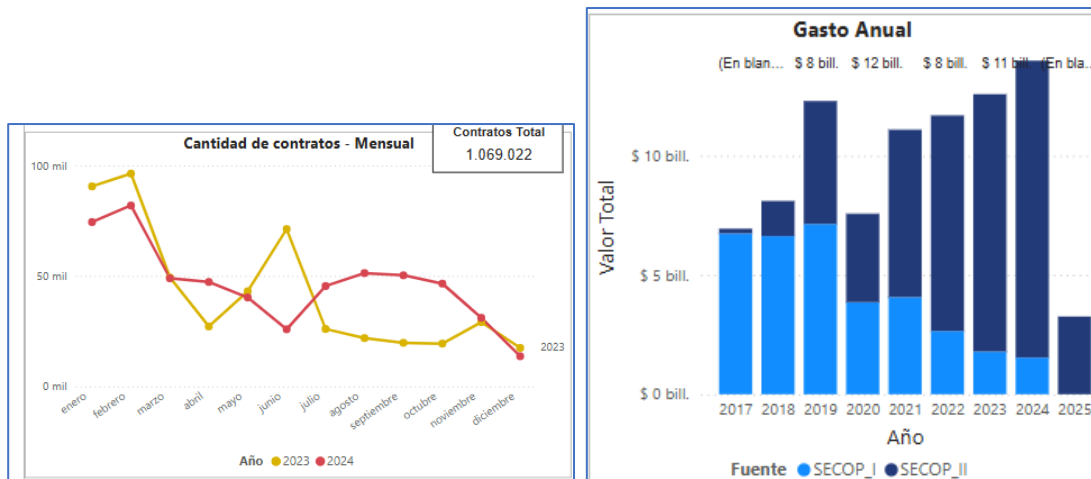 Cantidad de contratos - Mensual
Contratos Total
1.069.022
100 mil
50 mil
0 mil
2023
enero febrero marzo abril mayo junio julio agosto septiembre octubre noviembre diciembre
Año 2023 2024
Gasto Anual
(En blan... $ 8 bill. $ 12 bill. $ 8 bill. $ 11 bill. (En bla...
Valor Total
$ 10 bill.
$ 5 bill.
$ 0 bill.
2017 2018 2019 2020 2021 2022 2023 2024 2025
Año
Fuente SECOP_I SECOP_II